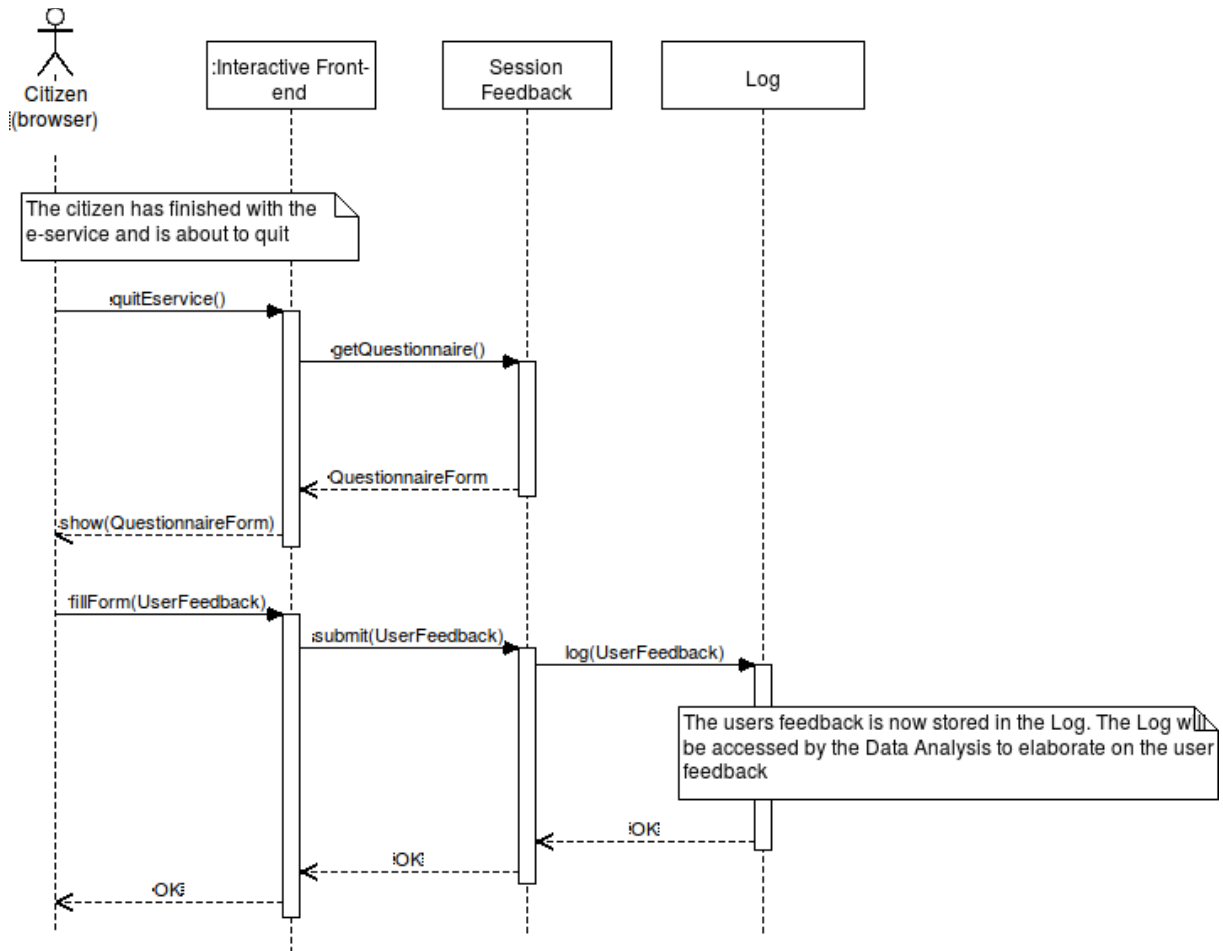 Citizen
(browser)
:Interactive Front-
end
Session
Feedback
Log
The citizen has finished with the
e-service and is about to quit
quitEservice()
getQuestionnaire()
QuestionnaireForm
show(QuestionnaireForm)
fillForm(UserFeedback)
submit(UserFeedback)
log(UserFeedback)
The users feedback is now stored in the Log. The Log will
be accessed by the Data Analysis to elaborate on the user
feedback
OK
OK
OK